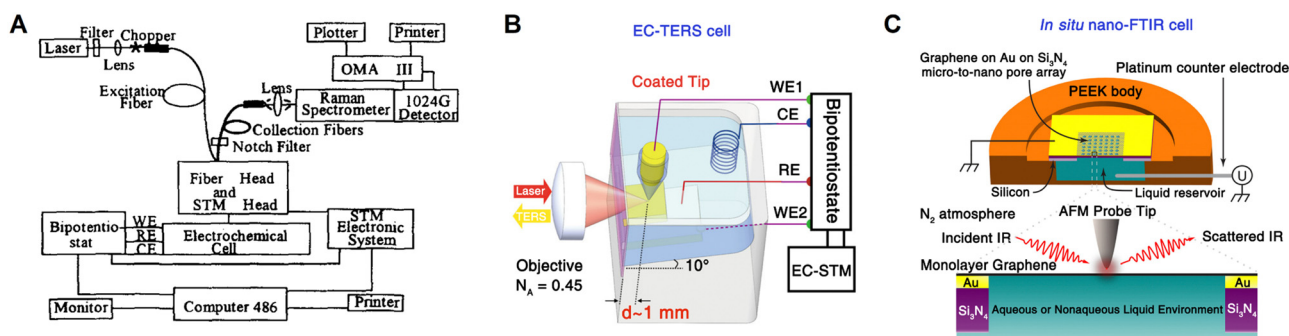 A
Filter
Chopper
Laser
Lens
Excitation
Fiber
Plotter
Printer
OMA III
Lens
Raman
Spectrometer
1024G
Detector
Collection Fibers
Notch Filter
Fiber Head
and
STM Head
Bipotentio
stat
WE
RE
CE
Electrochemical
Cell
STM
Electronic
System
Monitor
Computer 486
Printer
B
EC-TERS cell
Coated Tip
WE1
CE
RE
WE2
Bipotentiostate
EC-STM
Laser
TERS
Objective
NA = 0.45
10°
d~1 mm
C
In situ nano-FTIR cell
Graphene on Au on Si3N4
micro-to-nano pore array
Platinum counter electrode
PEEK body
U
Silicon
Liquid reservoir
N2 atmosphere
AFM Probe Tip
Incident IR
Scattered IR
Monolayer Graphene
Au
Au
Si3N4
Aqueous or Nonaqueous Liquid Environment
Si3N4